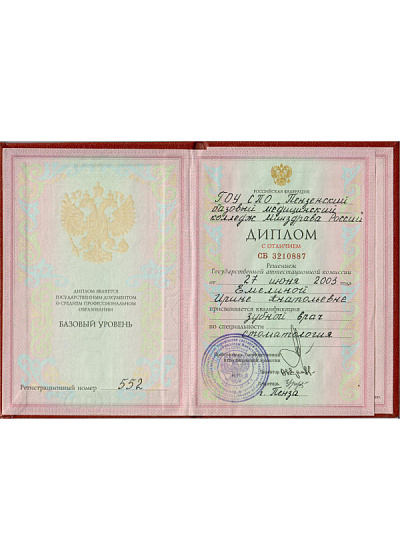 ДИПЛОМ ЯВЛЯЕТСЯ
ГОСУДАРСТВЕННЫМ ДОКУМЕНТОМ
О СРЕДНЕМ ПРОФЕССИОНАЛЬНОМ
ОБРАЗОВАНИИ
БАЗОВЫЙ УРОВЕНЬ
Регистрационный номер 552
РОССИЙСКАЯ ФЕДЕРАЦИЯ
ГОУ СПО Пензенский
базовый медицинский
колледж Минздрава России
ДИПЛОМ
С ОТЛИЧИЕМ
СБ 3210887
Решением
Государственной аттестационной комиссии
от 27 июня 2003 года
Емелиной
Ирине Анатольевне
присваивается квалификация
зубной врач
по специальности
стоматология
г. Пенза